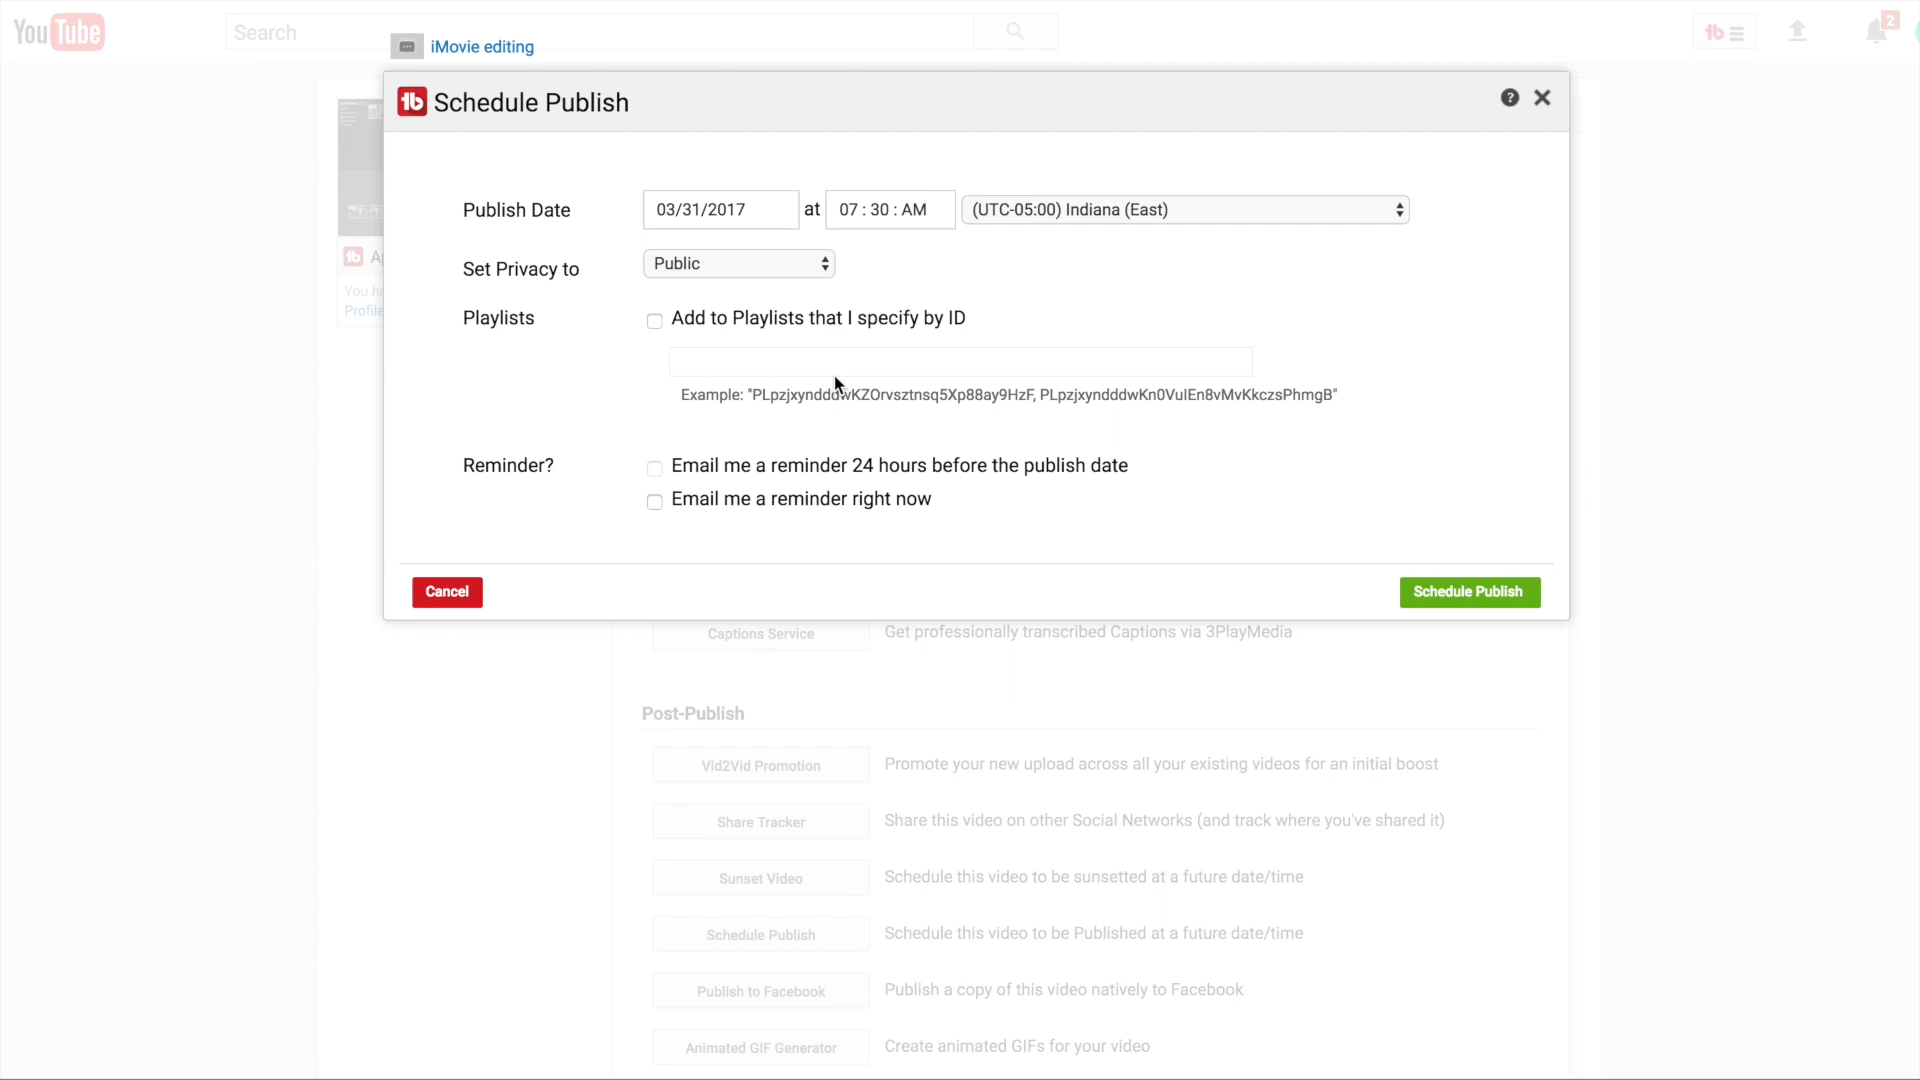 YouTube
Search
tb
2
iMovie editing
tb Schedule Publish
Publish Date 03/31/2017 at 07 : 30 : AM (UTC-05:00) Indiana (East)
Set Privacy to Public
Playlists Add to Playlists that I specify by ID
Example: "PLpzjxyndddwKZOrvsztnsq5Xp88ay9HzF, PLpzjxyndddwKn0VulEn8vMvKkczsPhmgB"
Reminder? Email me a reminder 24 hours before the publish date
Email me a reminder right now
Cancel Schedule Publish
tb
You
Profile
Captions Service Get professionally transcribed Captions via 3PlayMedia
Post-Publish
Vid2Vid Promotion Promote your new upload across all your existing videos for an initial boost
Share Tracker Share this video on other Social Networks (and track where you've shared it)
Sunset Video Schedule this video to be sunsetted at a future date/time
Schedule Publish Schedule this video to be Published at a future date/time
Publish to Facebook Publish a copy of this video natively to Facebook
Animated GIF Generator Create animated GIFs for your video